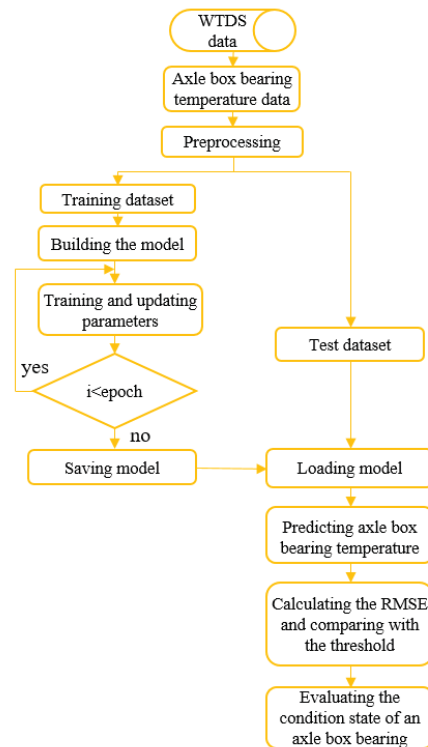 WTDS
data
Axle box bearing
temperature data
Preprocessing
Training dataset
Building the model
Training and updating
parameters
yes
i<epoch
no
Saving model
Test dataset
Loading model
Predicting axle box
bearing temperature
Calculating the RMSE
and comparing with
the threshold
Evaluating the
condition state of an
axle box bearing